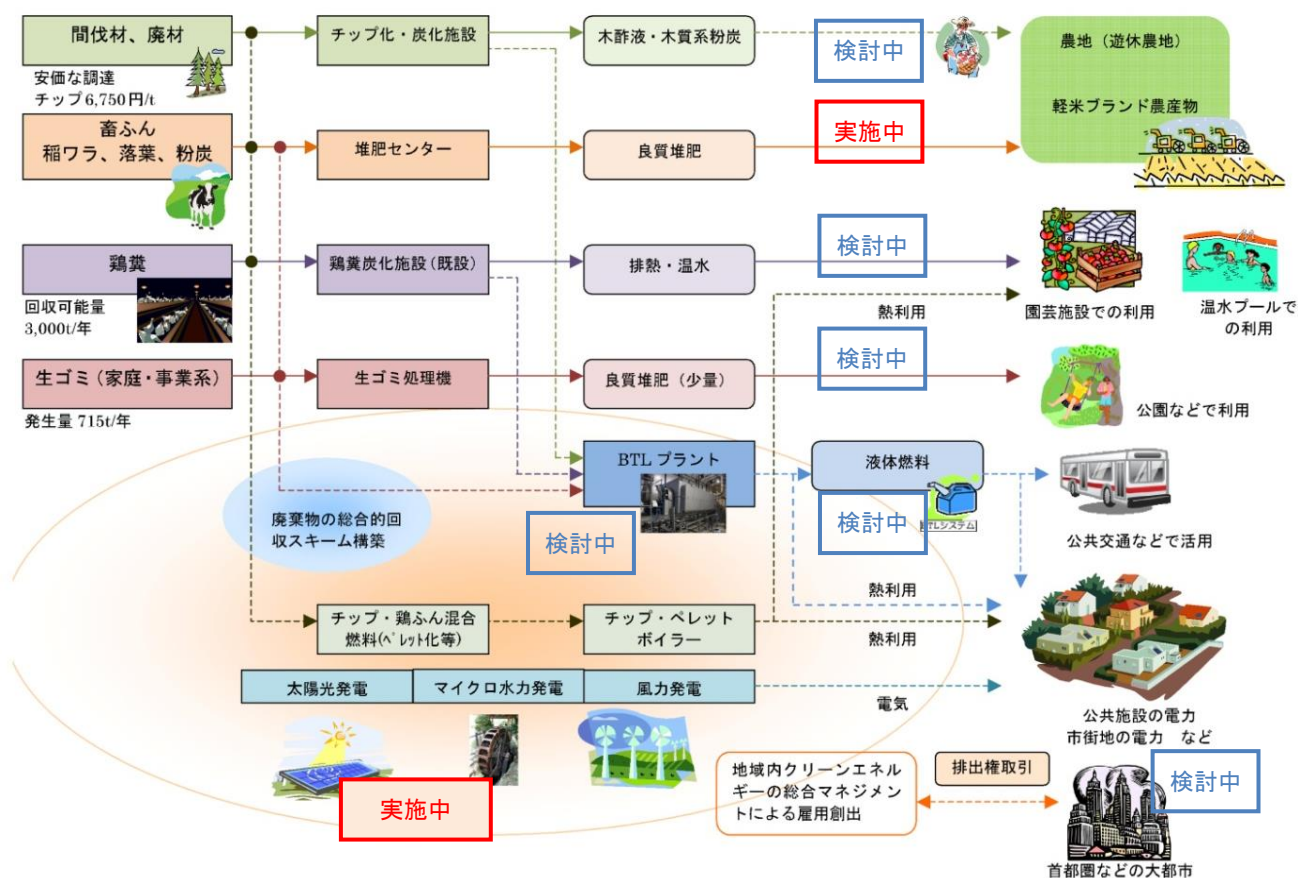 間伐材、廃材
チップ化・炭化施設
木酢液・木質系粉炭
検討中
農地（遊休農地）
安価な調達
チップ 6,750 円/t
軽米ブランド農産物
畜ふん
稲ワラ、落葉、粉炭
堆肥センター
良質堆肥
実施中
鶏糞
鶏糞炭化施設(既設)
排熱・温水
検討中
回収可能量
3,000t/年
熱利用
園芸施設での利用
温水プールで
の利用
生ゴミ（家庭・事業系）
生ゴミ処理機
良質堆肥（少量）
検討中
発生量 715t/年
公園などで利用
BTL プラント
液体燃料
廃棄物の総合的回
収スキーム構築
検討中
検討中
公共交通などで活用
熱利用
チップ・鶏ふん混合
燃料(ﾍﾟﾚｯﾄ化等)
チップ・ペレット
ボイラー
熱利用
太陽光発電
マイクロ水力発電
風力発電
電気
公共施設の電力
市街地の電力　など
実施中
地域内クリーンエネル
ギーの総合マネジメン
トによる雇用創出
排出権取引
検討中
首都圏などの大都市